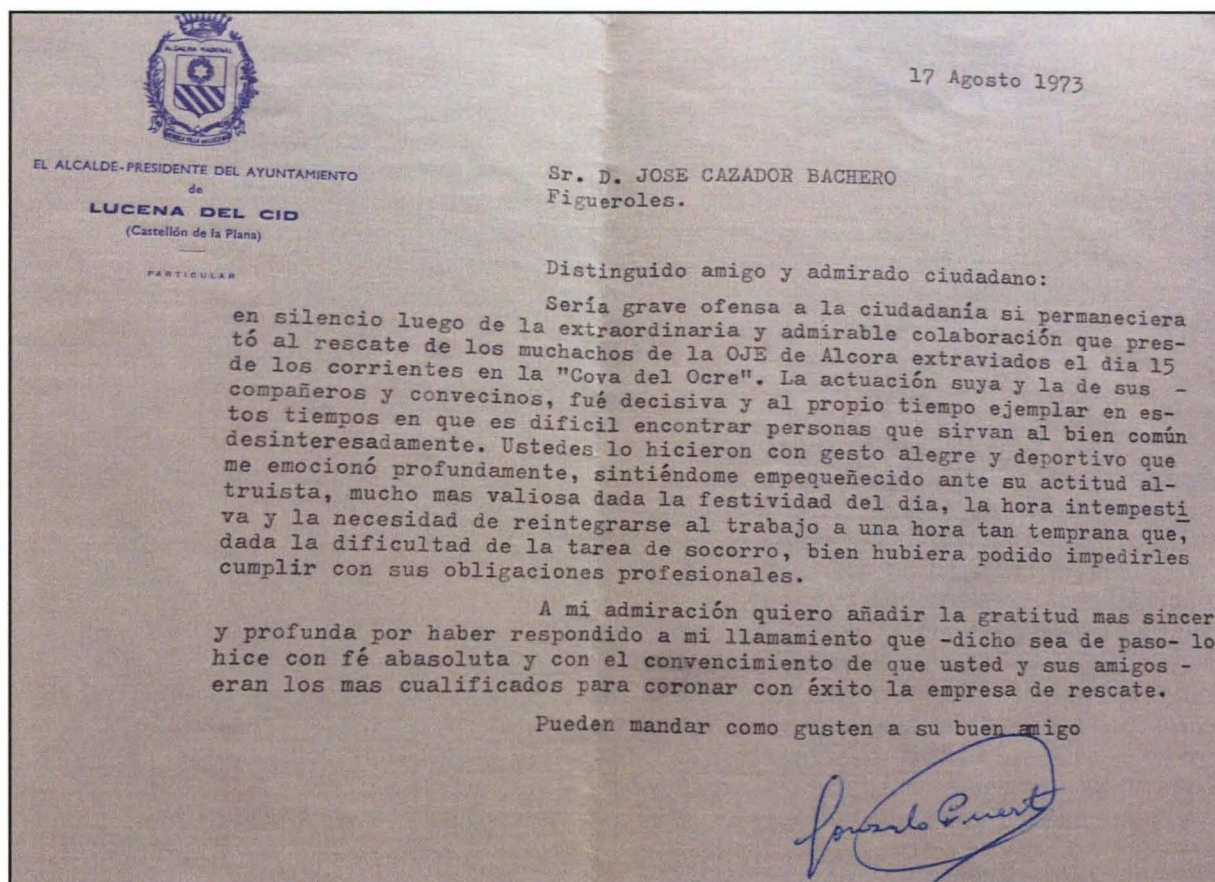 17 Agosto 1973
EL ALCALDE-PRESIDENTE DEL AYUNTAMIENTO
de
LUCENA DEL CID
(Castellón de la Plana)
PARTICULAR
Sr. D. JOSE CAZADOR BACHERO
Figueroles.
Distinguido amigo y admirado ciudadano:
Sería grave ofensa a la ciudadanía si permaneciera
en silencio luego de la extraordinaria y admirable colaboración que pres-
tó al rescate de los muchachos de la OJE de Alcora extraviados el dia 15
de los corrientes en la "Cova del Ocre". La actuación suya y la de sus -
compañeros y convecinos, fué decisiva y al propio tiempo ejemplar en es-
tos tiempos en que es dificil encontrar personas que sirvan al bien común
desinteresadamente. Ustedes lo hicieron con gesto alegre y deportivo que
me emocionó profundamente, sintiéndome empequeñecido ante su actitud al-
truista, mucho mas valiosa dada la festividad del dia, la hora intempesti
va y la necesidad de reintegrarse al trabajo a una hora tan temprana que,
dada la dificultad de la tarea de socorro, bien hubiera podido impedirles
cumplir con sus obligaciones profesionales.
A mi admiración quiero añadir la gratitud mas sincer
y profunda por haber respondido a mi llamamiento que -dicho sea de paso- lo
hice con fé abasoluta y con el convencimiento de que usted y sus amigos -
eran los mas cualificados para coronar con éxito la empresa de rescate.
Pueden mandar como gusten a su buen amigo
Gonzalo Puerto